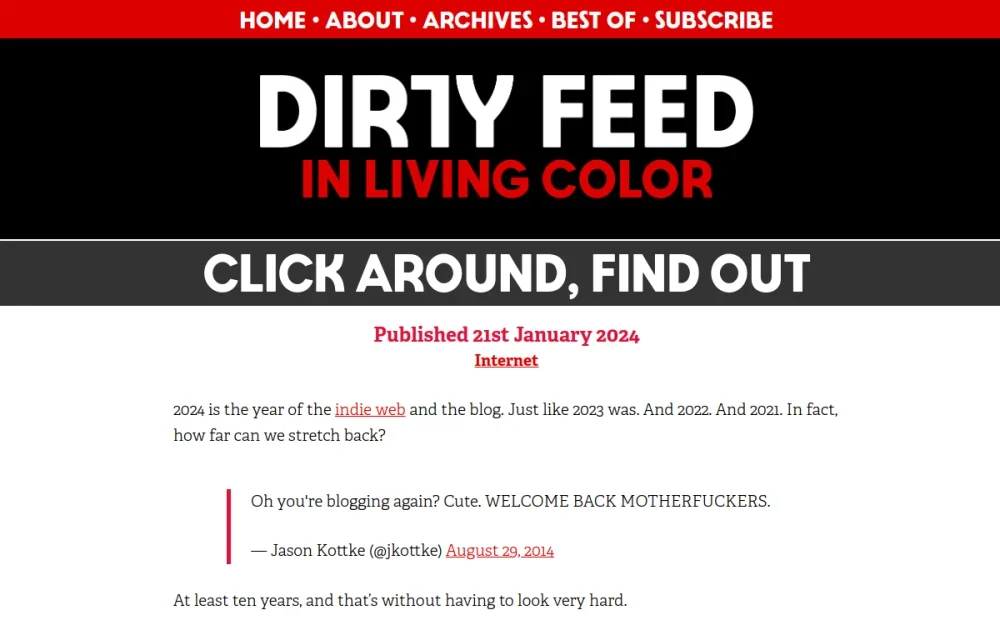 HOME • ABOUT • ARCHIVES • BEST OF • SUBSCRIBE
DIRTY FEED
IN LIVING COLOR
CLICK AROUND, FIND OUT
Published 21st January 2024
Internet
2024 is the year of the indie web and the blog. Just like 2023 was. And 2022. And 2021. In fact,
how far can we stretch back?
Oh you're blogging again? Cute. WELCOME BACK MOTHERFUCKERS.
— Jason Kottke (@jkottke) August 29, 2014
At least ten years, and that’s without having to look very hard.